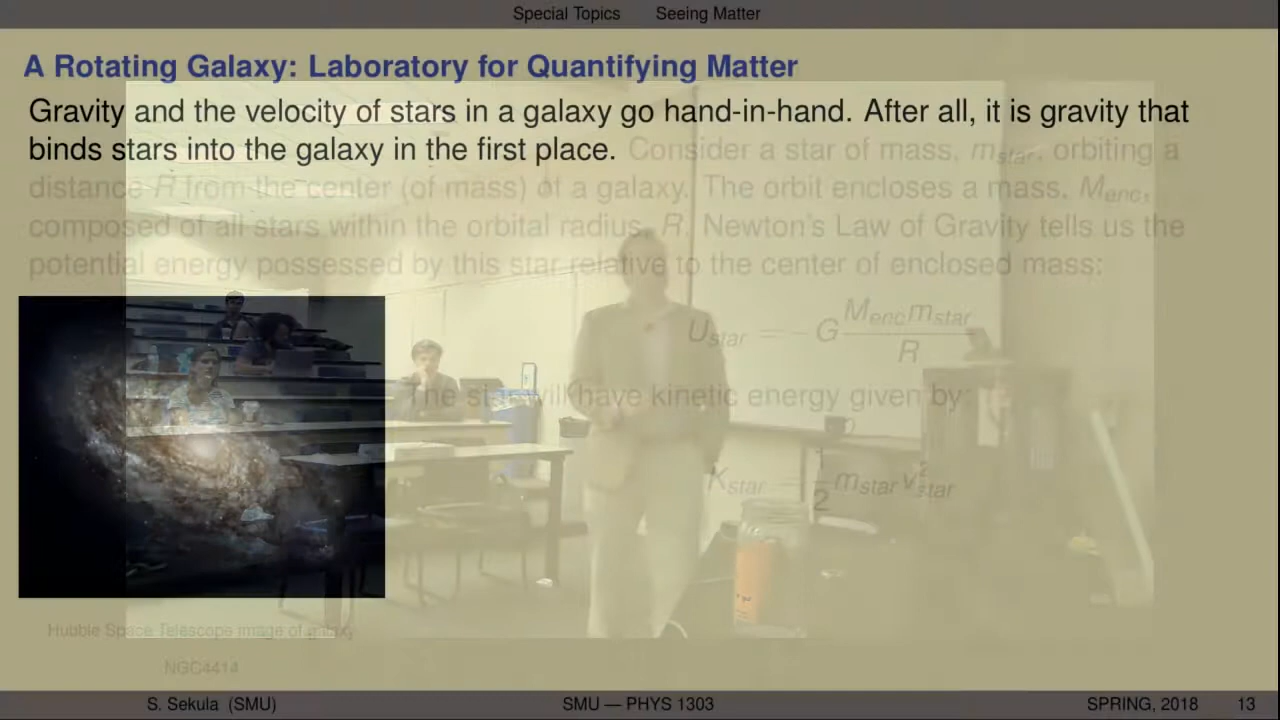 Special Topics Seeing Matter
A Rotating Galaxy: Laboratory for Quantifying Matter
Gravity and the velocity of stars in a galaxy go hand-in-hand. After all, it is gravity that
binds stars into the galaxy in the first place. Consider a star of mass, m_star, orbiting a
distance R from the center (of mass) of a galaxy. The orbit encloses a mass, M_enc,
composed of all stars within the orbital radius, R. Newton's Law of Gravity tells us the
potential energy possessed by this star relative to the center of enclosed mass:
U_star = −G M_enc m_star / R
The star will have kinetic energy given by:
K_star = 1/2 m_star v²_star
Hubble Space Telescope image of galaxy
NGC4414
S. Sekula (SMU) SMU — PHYS 1303 SPRING, 2018 13